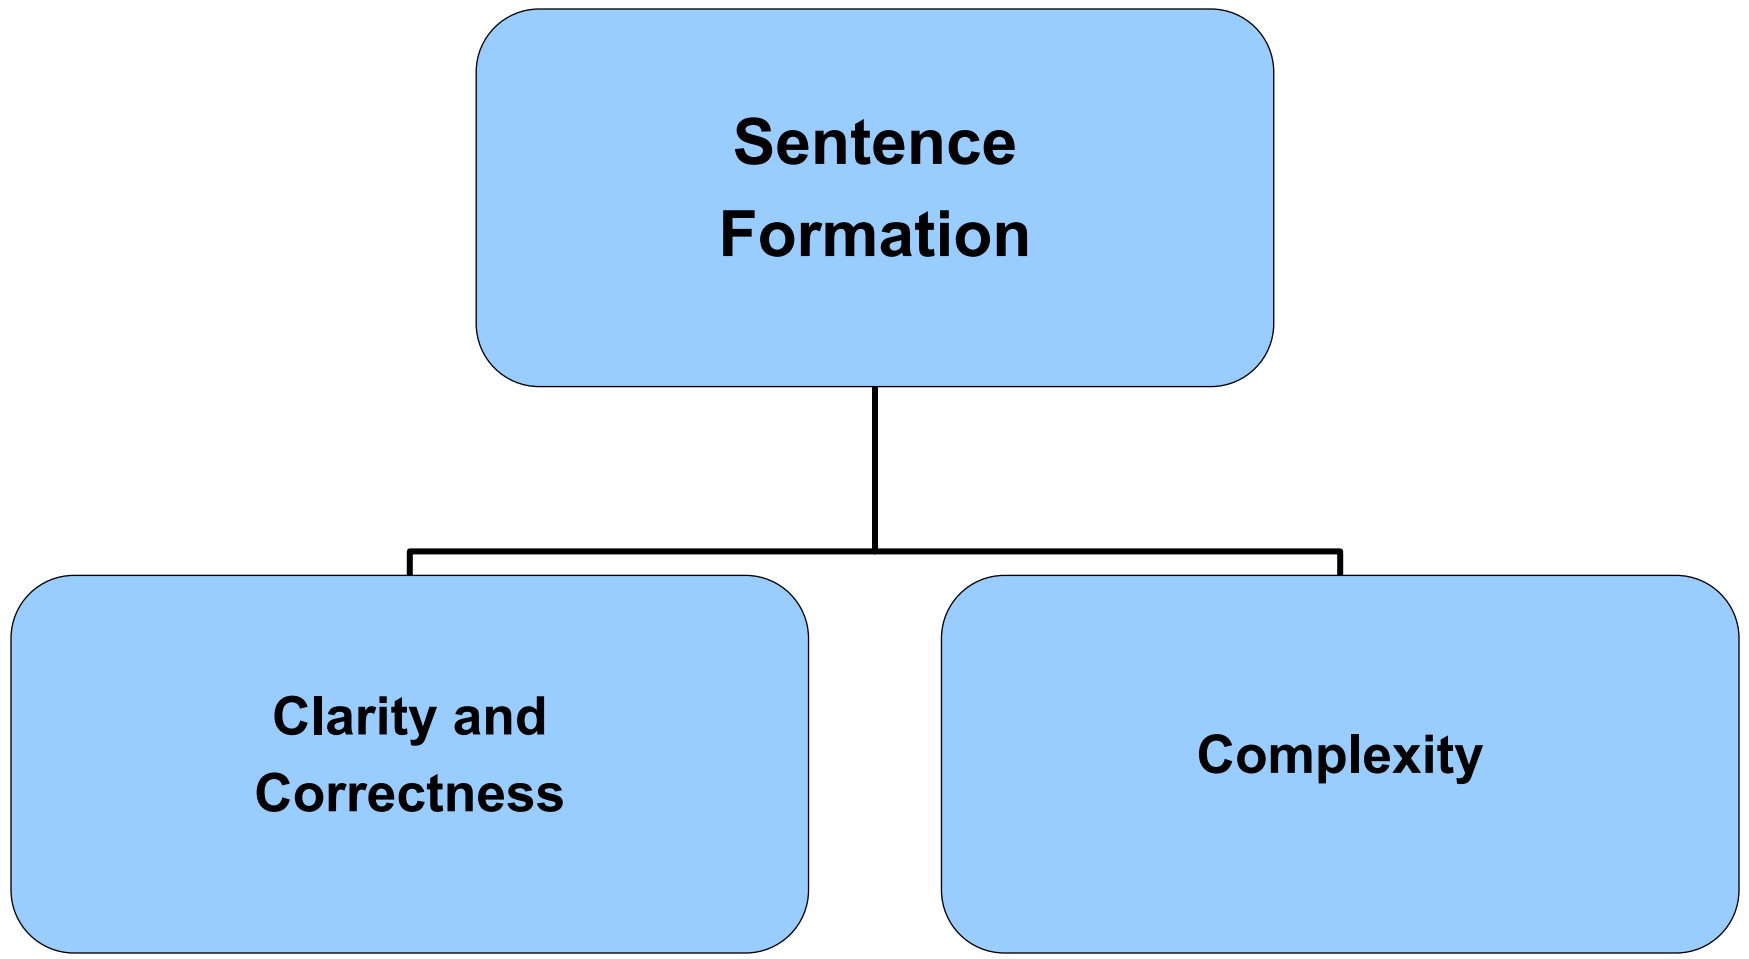 Sentence
Formation
Clarity and
Correctness
Complexity